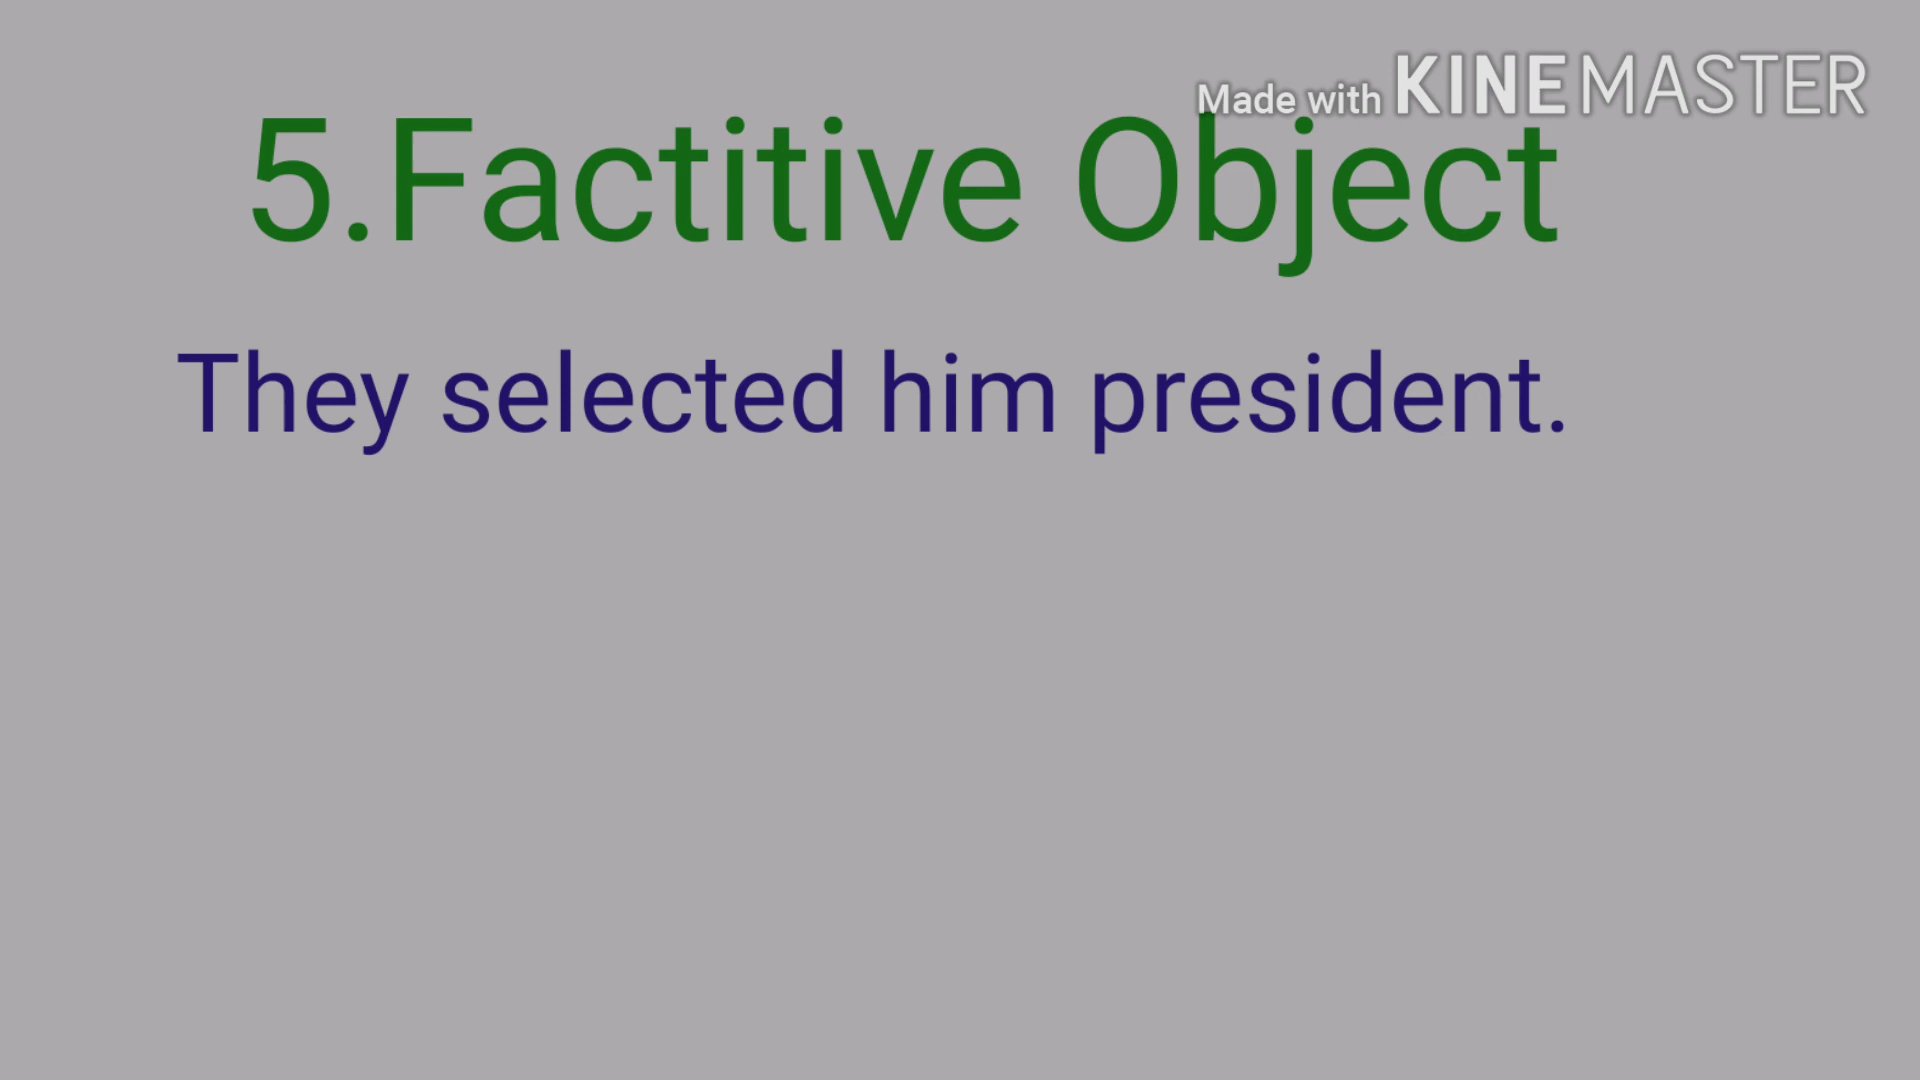 Made with KINEMASTER
5.Factitive Object
They selected him president.